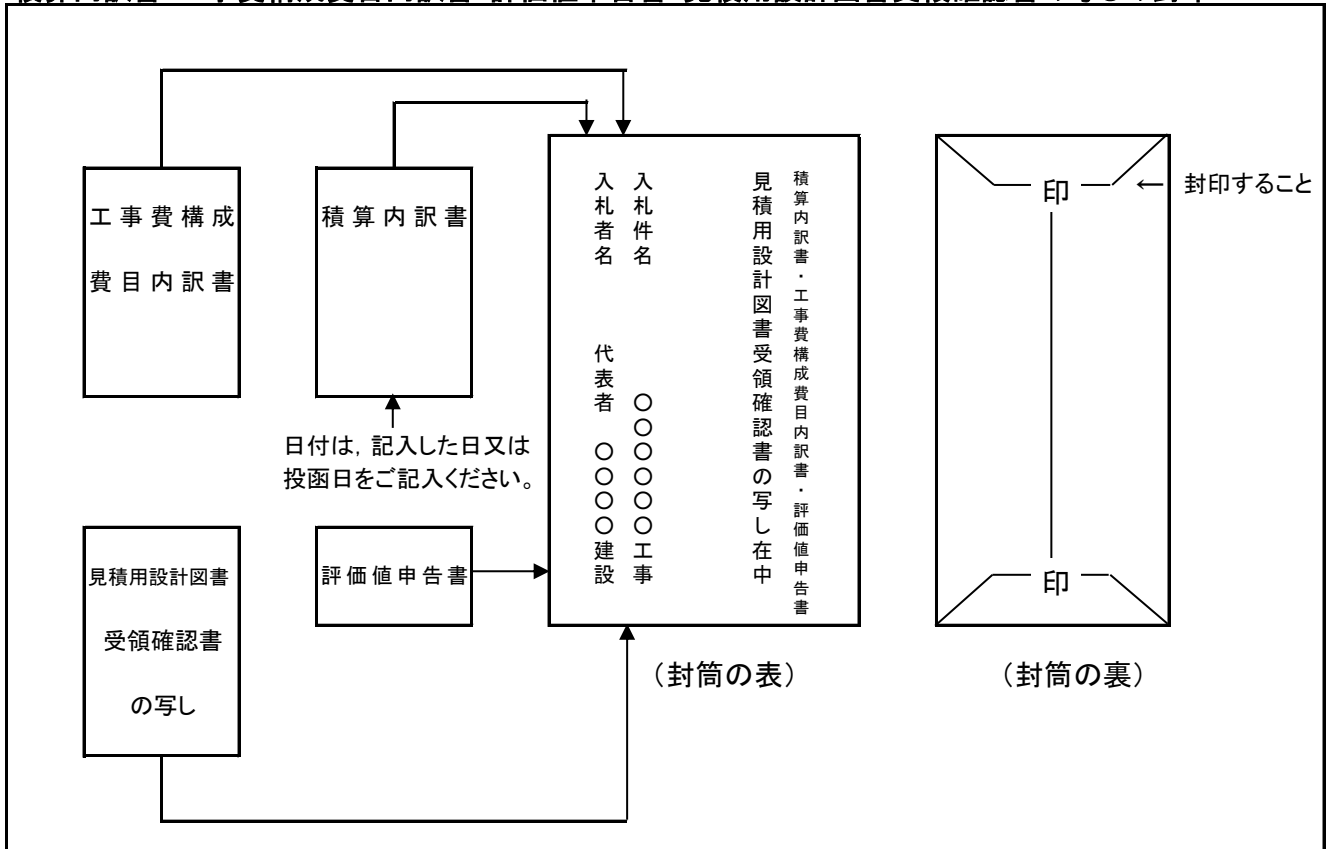 工事費構成
費目内訳書
積算内訳書
積算内訳書・工事費構成費目内訳書・評価値申告書
見積用設計図書受領確認書の写し在中
入札件名 〇〇〇〇〇〇工事
入札者名 代表者 〇〇〇〇建設
印
← 封印すること
日付は，記入した日又は
投函日をご記入ください。
見積用設計図書
受領確認書
の写し
評価値申告書
印
（封筒の表）
（封筒の裏）